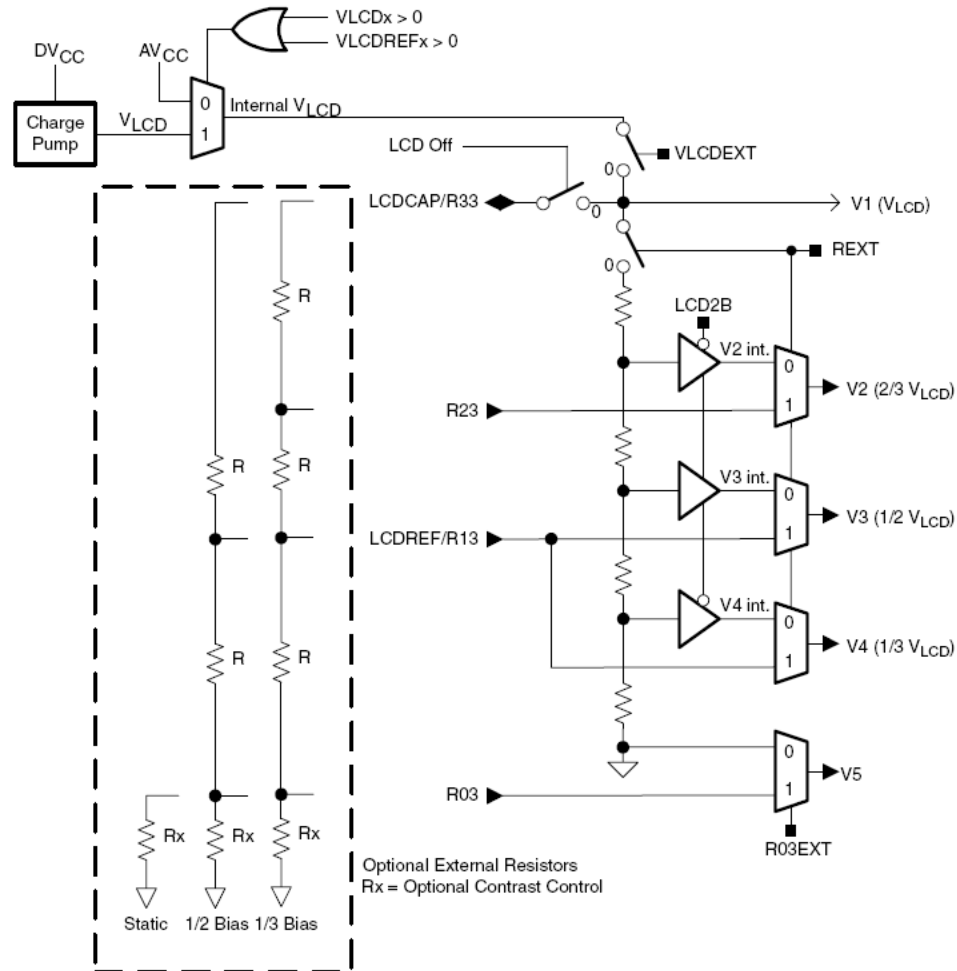 VLCDx > 0
VLCDREFx > 0
DVCC
AVCC
Charge
Pump
VLCD
0
1
Internal VLCD
LCD Off
VLCDEXT
0
LCDCAP/R33
0
V1 (VLCD)
REXT
0
R
LCD2B
V2 int.
0
1
V2 (2/3 VLCD)
R23
R
R
V3 int.
0
1
V3 (1/2 VLCD)
LCDREF/R13
V4 int.
0
1
V4 (1/3 VLCD)
R
R
0
1
V5
R03
R03EXT
Rx
Rx
Rx
Optional External Resistors
Rx = Optional Contrast Control
Static
1/2 Bias
1/3 Bias